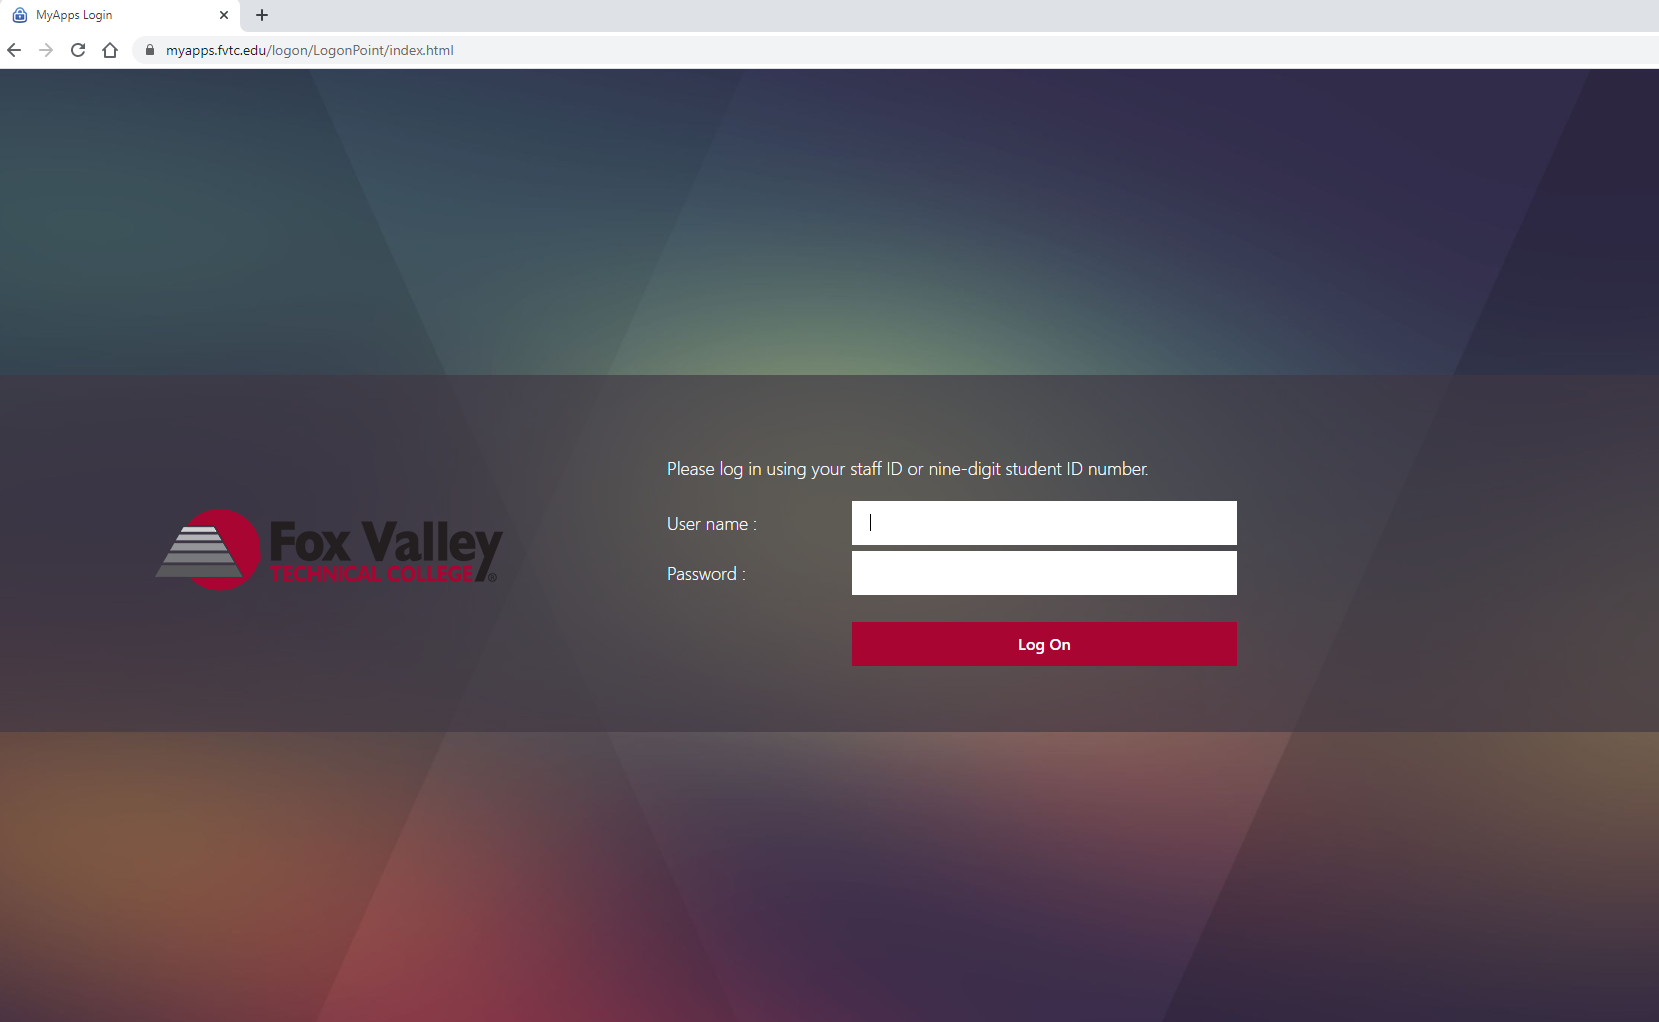 MyApps Login
myapps.fvtc.edu/logon/LogonPoint/index.html
Please log in using your staff ID or nine-digit student ID number.
User name :
Password :
Log On
Fox Valley
TECHNICAL COLLEGE®